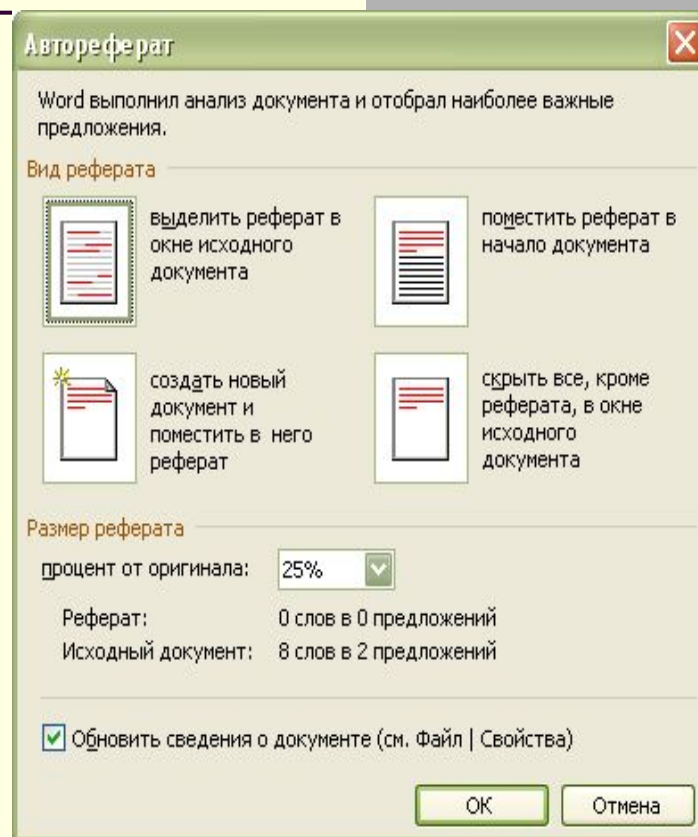 Автореферат
Word выполнил анализ документа и отобрал наиболее важные
предложения.
Вид реферата
выделить реферат в
окне исходного
документа
поместить реферат в
начало документа
создать новый
документ и
поместить в него
реферат
скрыть все, кроме
реферата, в окне
исходного
документа
Размер реферата
процент от оригинала: 25%
Реферат: 0 слов в 0 предложений
Исходный документ: 8 слов в 2 предложений
Обновить сведения о документе (см. Файл | Свойства)
ОК Отмена